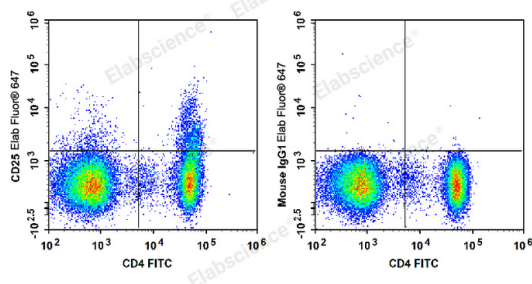 Elabscience®
Elabscience®
CD25 Elab Fluor® 647
10^6
10^5
10^4
10^3
-10^2.5
10^2 10^3 10^4 10^5 10^6
CD4 FITC
Mouse IgG1 Elab Fluor® 647
10^6
10^5
10^4
10^3
-10^2.5
10^2 10^3 10^4 10^5 10^6
CD4 FITC
Elabscience®
Elabscience®
Elabscience®